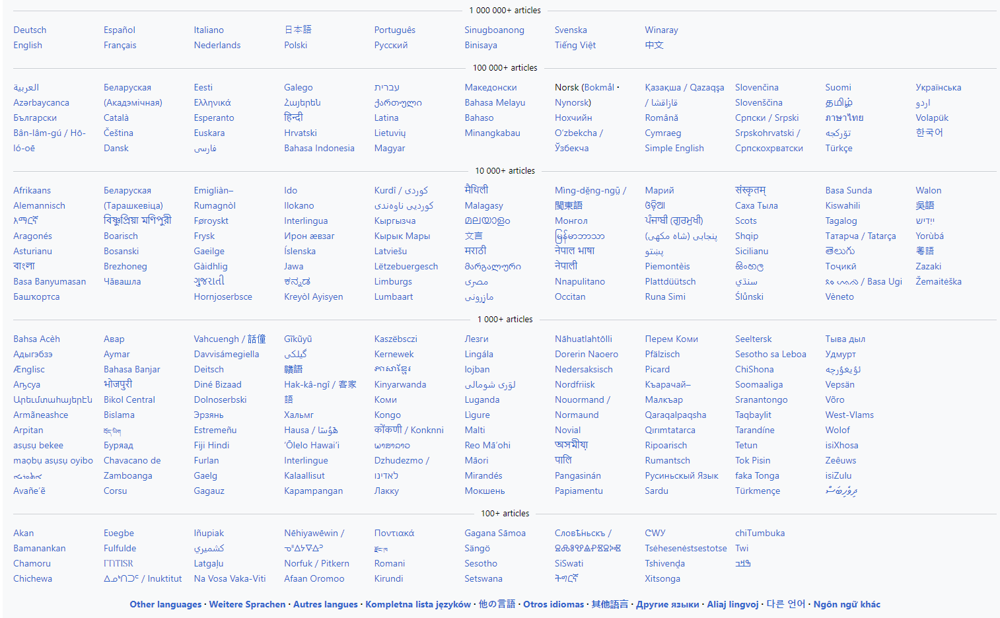 1 000 000+ articles
Deutsch Español Italiano 日本語 Português Sinugboanong Svenska Winaray
English Français Nederlands Polski Русский Binisaya Tiếng Việt 中文
100 000+ articles
العربية Беларуская Eesti Galego עברית Македонски Norsk (Bokmål · Қазақша / Qazaqşa Slovenčina Suomi Українська
Azərbaycanca (Акадэмічная) Ελληνικά Հայերեն ქართული Bahasa Melayu Nynorsk) / قازاقشا Slovenščina தமிழ் اردو
Български Català Esperanto हिन्दी Latina Bahaso Нохчийн Română Српски / Srpski ภาษาไทย Volapük
Bân-lâm-gú / Hō- Čeština Euskara Hrvatski Lietuvių Minangkabau Oʻzbekcha / Cymraeg Srpskohrvatski / تۆرکجه 한국어
ló-oē Dansk فارسی Bahasa Indonesia Magyar Ўзбекча Simple English Српскохрватски Türkçe
10 000+ articles
Afrikaans Беларуская Emigliàn– Ido Kurdî / كوردی मैथिली Mìng-dĕ̤ng-ngṳ̄ / Марий संस्कृतम् Basa Sunda Walon
Alemannisch (Тарашкевіца) Rumagnòl Ilokano کوردیی ناوەندی Malagasy 閩東語 ଓଡ଼ିଆ Саха Тыла Kiswahili 吳語
አማርኛ বিষ্ণুপ্রিয়া মণিপুরী Føroyskt Interlingua Кыргызча മലയാളം Монгол ਪੰਜਾਬੀ (ਗੁਰਮੁਖੀ) Scots Tagalog ייִדיש
Aragonés Boarisch Frysk Ирон æвзаг Кырык Мары 文言 မြန်မာဘာသာ پنجابی (شاہ مکھی) Shqip Татарча / Tatarça Yorùbá
Asturianu Bosanski Gaeilge Íslenska Latviešu मराठी नेपाल भाषा پښتو Sicilianu తెలుగు 粵語
বাংলা Brezhoneg Gàidhlig Jawa Lëtzebuergesch მარგალური नेपाली Piemontèis සිංහල Тоҷикӣ Zazaki
Basa Banyumasan Чӑвашла ગુજરાતી ಕನ್ನಡ Limburgs مصرى Nnapulitano Plattdüütsch سنڌي ᨅᨔ ᨕᨙᨁᨗ / Basa Ugi Žemaitėška
Башҡортса Hornjoserbsce Kreyòl Ayisyen Lumbaart مازِرونی Occitan Runa Simi Ślůnski Vèneto
1 000+ articles
Bahsa Acèh Авар Vahcuengh / 話僮 Gĩkũyũ Kaszëbsczi Лезги Nāhuatlahtōlli Перем Коми Seeltersk Тыва дыл
Адыгэбзэ Aymar Davvisámegiella گیلکی Kernewek Lingála Dorerin Naoero Pfälzisch Sesotho sa Leboa Удмурт
Ænglisc Bahasa Banjar Deitsch 贛語 ភាសាខ្មែរ lojban Nedersaksisch Picard ChiShona ئۇيغۇرچه
Аҧсуа भोजपुरी Diné Bizaad Hak-kâ-ngî / 客家 Kinyarwanda لۊری شومالی Nordfriisk Къарачай– Soomaaliga Vepsän
Արեւմտահայերէն Bikol Central Dolnoserbski 語 Коми Luganda Nouormand / Малкъар Sranantongo Võro
Armãneashce Bislama Эрзянь Хальмг Kongo Lìgure Normaund Qaraqalpaqsha Taqbaylit West-Vlams
Arpitan བོད་ཡིག Estremeñu Hausa / هَوُسَا कोंकणी / Konknni Malti Novial Qırımtatarca Tarandíne Wolof
asụsụ bekee Буряад Fiji Hindi ʻŌlelo Hawaiʻi ພາສາລາວ Reo Mā’ohi অসমীযা় Ripoarisch Tetun isiXhosa
maọbụ asụsụ oyibo Chavacano de Furlan Interlingue Dzhudezmo / Māori पालि Rumantsch Tok Pisin Zeêuws
ܐܬܘܪܝܐ Zamboanga Gaelg Kalaallisut לאדינו Mirandés Pangasinán Русиньскый Язык faka Tonga isiZulu
Avañe’ẽ Corsu Gagauz Kapampangan Лакку Мокшень Papiamentu Sardu Türkmençe ދިވެހިބަސް
100+ articles
Akan Eʋegbe Iñupiak Nēhiyawēwin / Ποντιακά Gagana Sāmoa Словѣ́ньскъ / ᏣᎳᎩ chiTumbuka
Bamanankan Fulfulde كشميري ᓀᐦᐃᔭᐍᐏᐣ རྫོང་ཁ Sängö ⰔⰎⰑⰂⰡⰐⰠⰔⰍⰟ Tsėhesenėstsestotse Twi
Chamoru 𐌲𐌿𐍄𐌹𐍃𐌺 Latgaļu Norfuk / Pitkern Romani Sesotho SiSwati Tshivenḓa ߒߞߏ
Chichewa ᐃᓄᒃᑎᑐᑦ / Inuktitut Na Vosa Vaka-Viti Afaan Oromoo Kirundi Setswana ትግርኛ Xitsonga
Other languages · Weitere Sprachen · Autres langues · Kompletna lista języków · 他の言語 · Otros idiomas · 其他語言 · Другие языки · Aliaj lingvoj · 다른 언어 · Ngôn ngữ khác